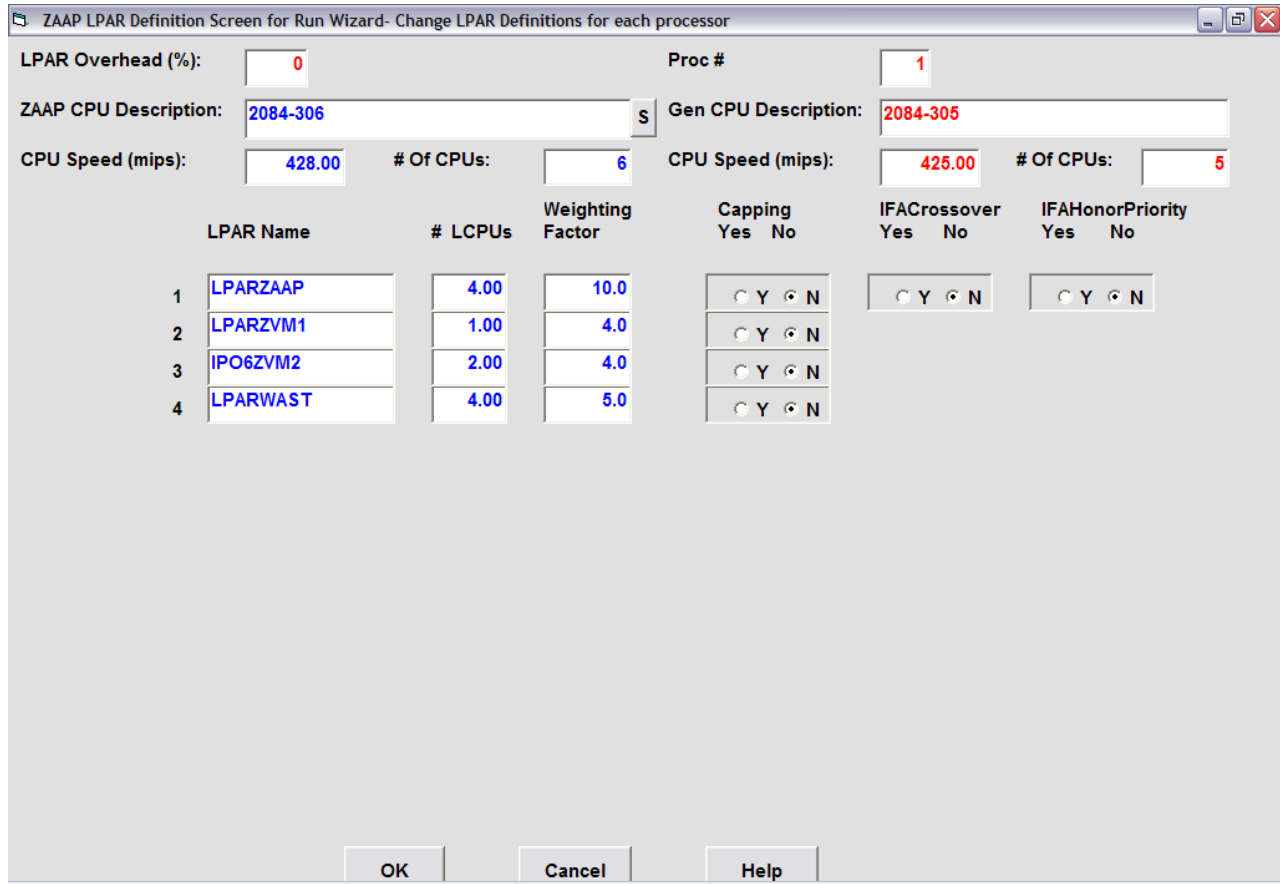 ZAAP LPAR Definition Screen for Run Wizard- Change LPAR Definitions for each processor
LPAR Overhead (%): 0 Proc # 1
ZAAP CPU Description: 2084-306 S Gen CPU Description: 2084-305
CPU Speed (mips): 428.00 # Of CPUs: 6 CPU Speed (mips): 425.00 # Of CPUs: 5
Weighting Capping IFACrossover IFAHonorPriority
LPAR Name # LCPUs Factor Yes No Yes No Yes No
1 LPARZAAP 4.00 10.0 Y N Y N Y N
2 LPARZVM1 1.00 4.0 Y N
3 IPO6ZVM2 2.00 4.0 Y N
4 LPARWAST 4.00 5.0 Y N
OK Cancel Help